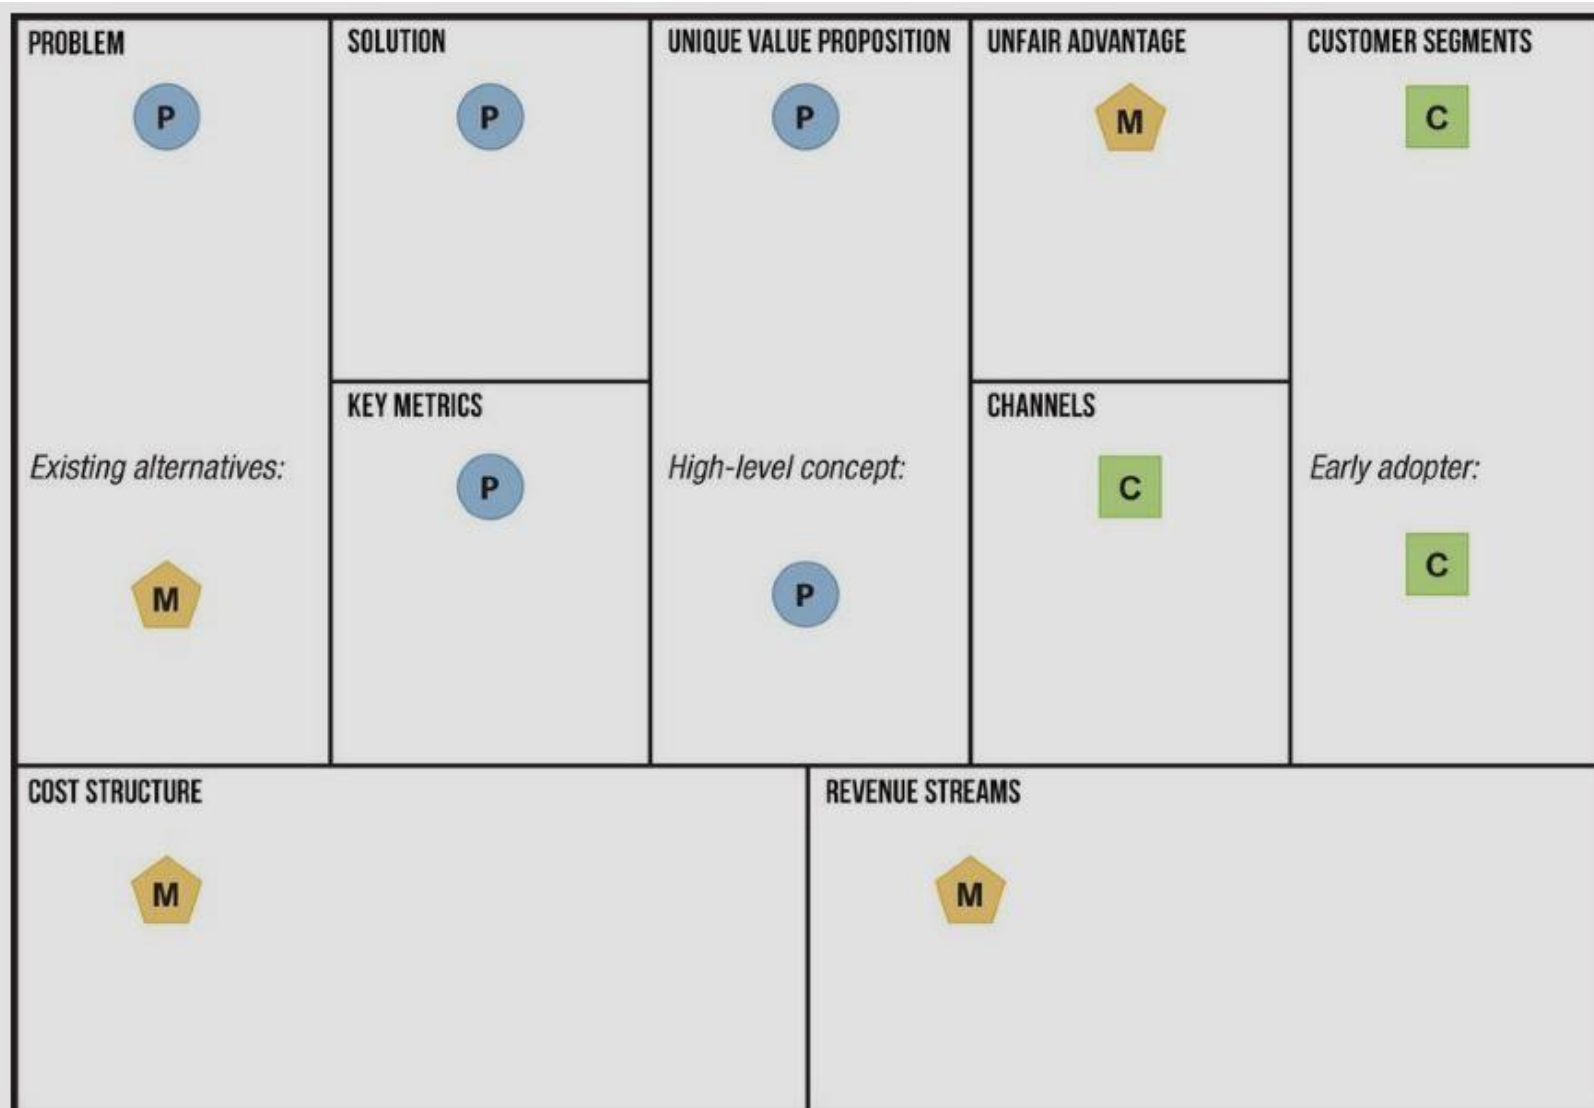 PROBLEM
P
Existing alternatives:
M
SOLUTION
P
KEY METRICS
P
UNIQUE VALUE PROPOSITION
P
High-level concept:
P
UNFAIR ADVANTAGE
M
CHANNELS
C
CUSTOMER SEGMENTS
C
Early adopter:
C
COST STRUCTURE
M
REVENUE STREAMS
M